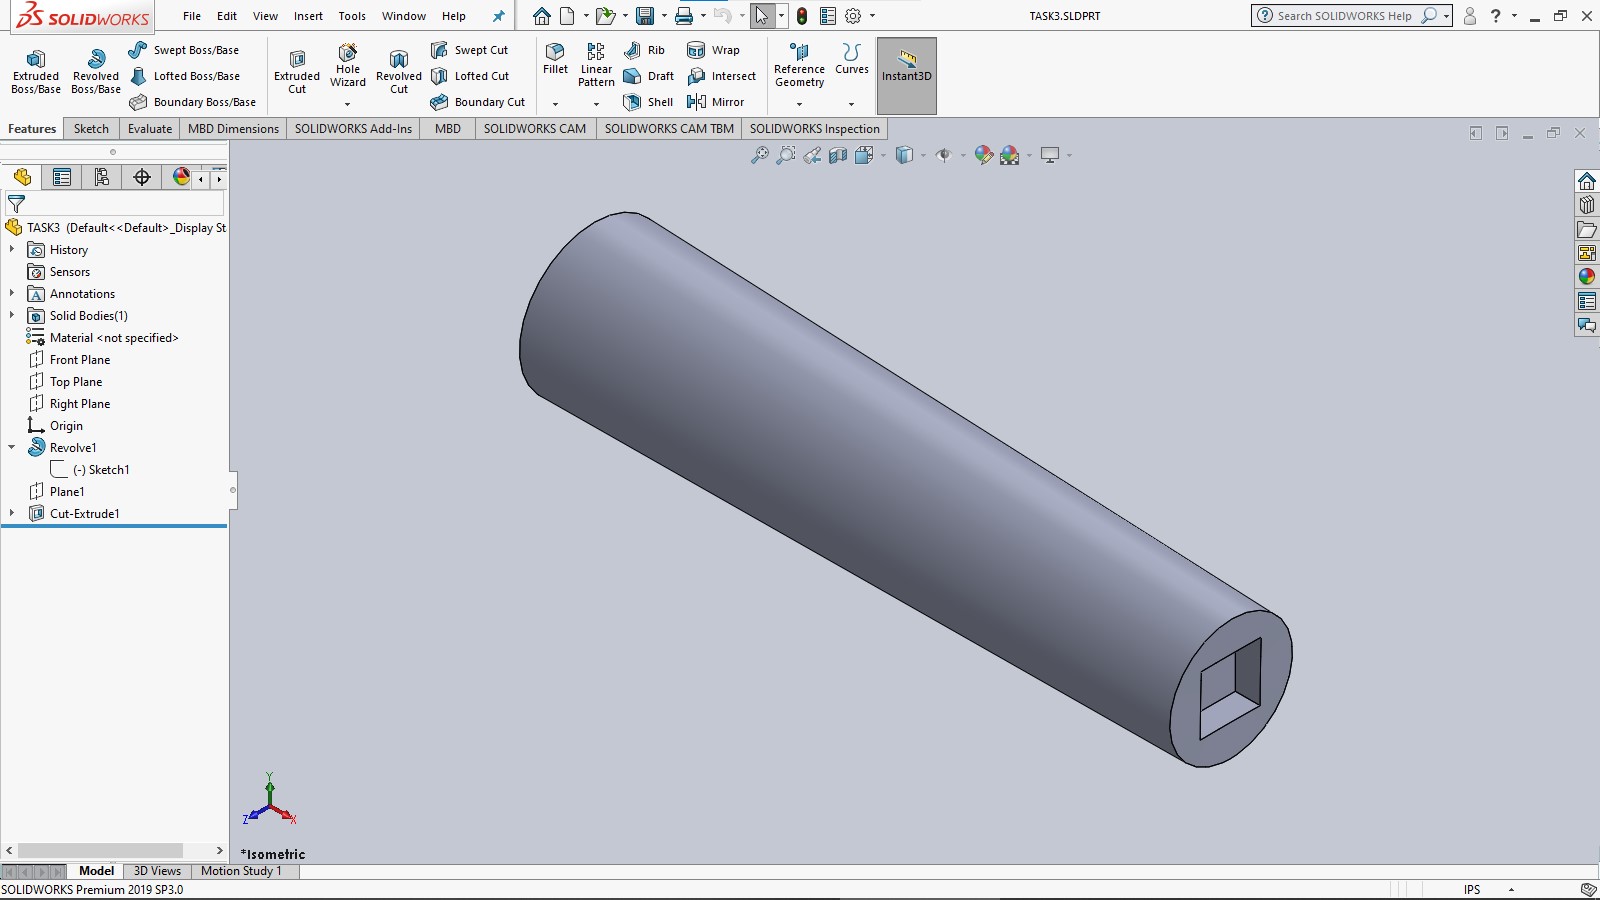 SOLIDWORKS File Edit View Insert Tools Window Help TASK3.SLDPRT Search SOLIDWORKS Help ?
Extruded Boss/Base Revolved Boss/Base
Swept Boss/Base
Lofted Boss/Base
Boundary Boss/Base
Extruded Cut Hole Wizard Revolved Cut
Swept Cut
Lofted Cut
Boundary Cut
Fillet Linear Pattern
Rib Wrap
Draft Intersect
Shell Mirror
Reference Geometry Curves Instant3D
Features Sketch Evaluate MBD Dimensions SOLIDWORKS Add-Ins MBD SOLIDWORKS CAM SOLIDWORKS CAM TBM SOLIDWORKS Inspection
TASK3 (Default<<Default>_Display St
History
Sensors
A Annotations
Solid Bodies(1)
Material <not specified>
Front Plane
Top Plane
Right Plane
Origin
Revolve1
(-) Sketch1
Plane1
Cut-Extrude1
Y
Z X
*Isometric
Model 3D Views Motion Study 1
SOLIDWORKS Premium 2019 SP3.0 IPS